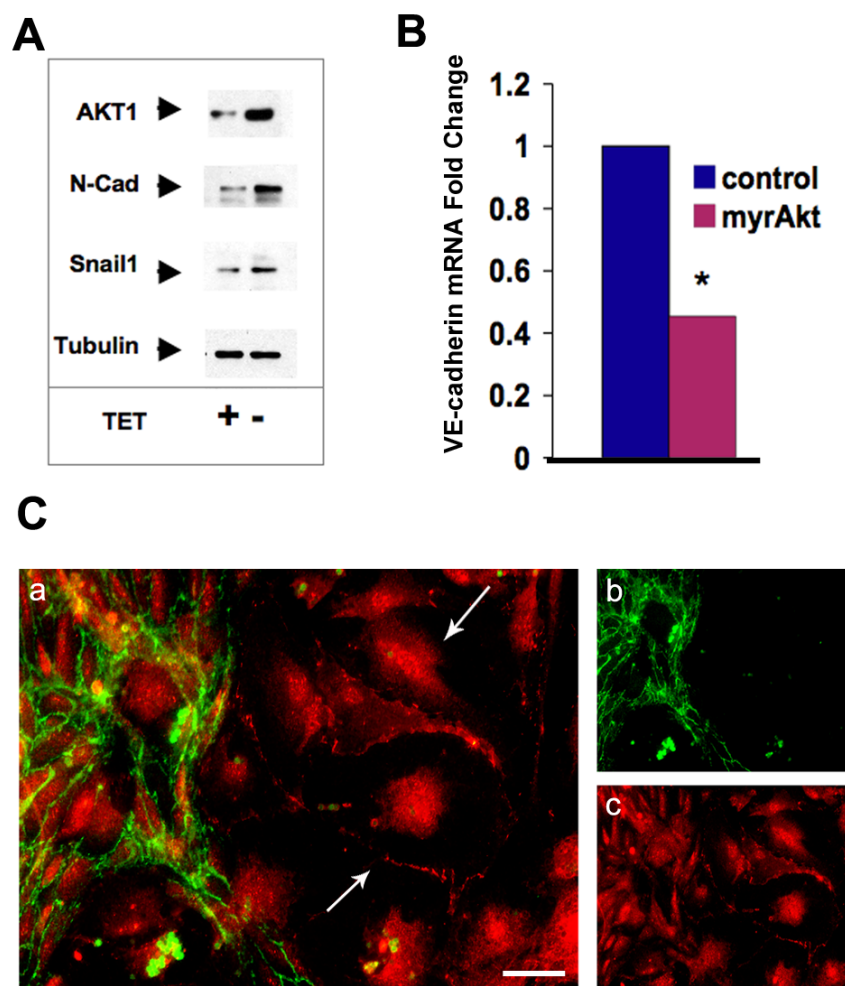 A
AKT1
N-Cad
Snail1
Tubulin
TET + -
B
VE-cadherin mRNA Fold Change
1.2
1
0.8
0.6
0.4
0.2
0
control
myrAkt
*
C
a
b
c